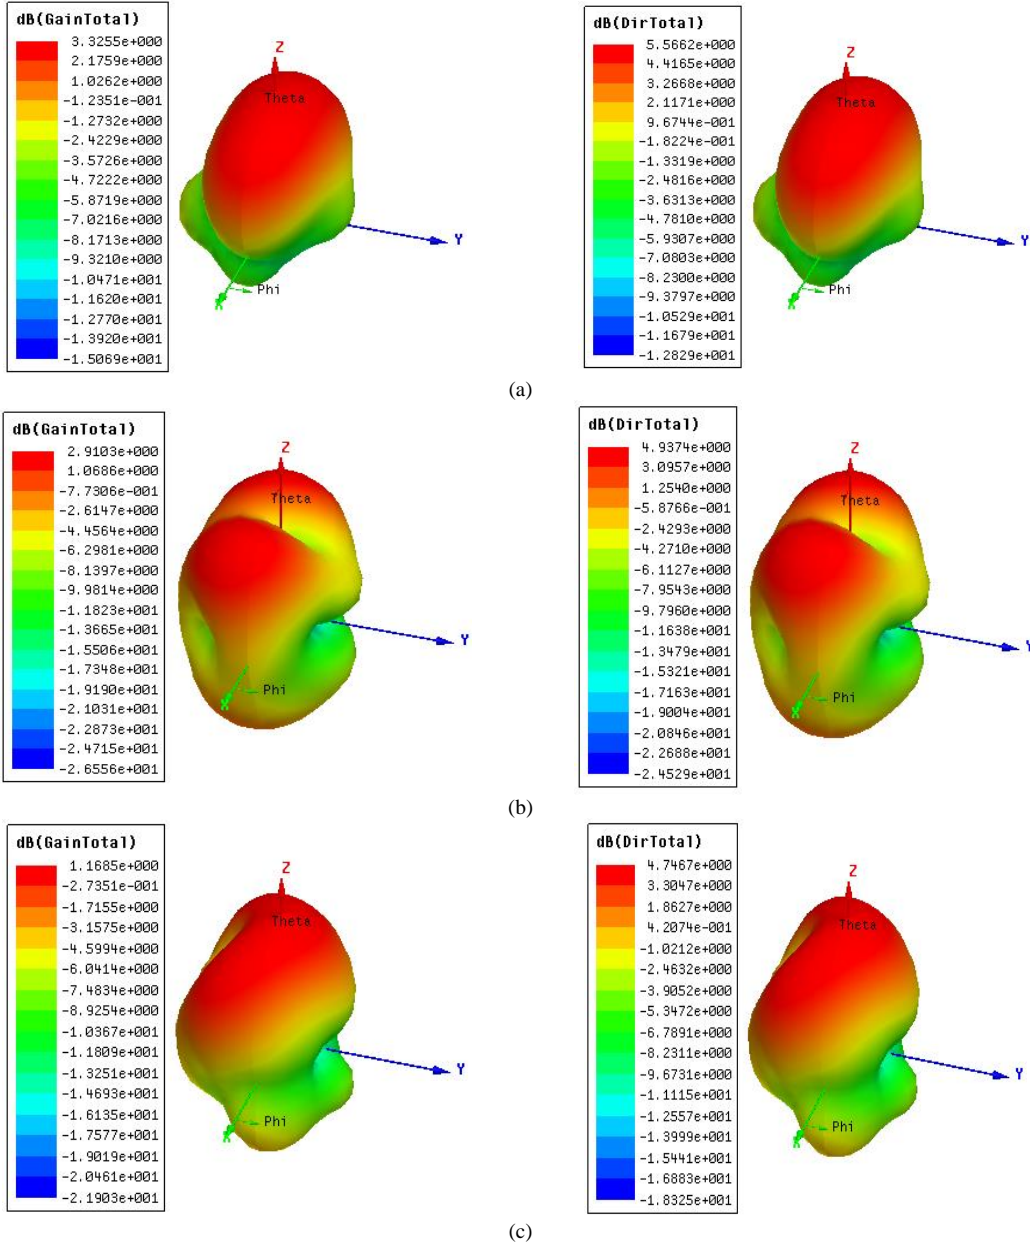 dB(GainTotal)
3.3255e+000
2.1759e+000
1.0262e+000
-1.2351e-001
-1.2732e+000
-2.4229e+000
-3.5726e+000
-4.7222e+000
-5.8719e+000
-7.0216e+000
-8.1713e+000
-9.3210e+000
-1.0471e+001
-1.1620e+001
-1.2770e+001
-1.3920e+001
-1.5069e+001
Z
Theta
Y
Phi
X
dB(DirTotal)
5.5662e+000
4.4165e+000
3.2668e+000
2.1171e+000
9.6744e-001
-1.8224e-001
-1.3319e+000
-2.4816e+000
-3.6313e+000
-4.7810e+000
-5.9307e+000
-7.0803e+000
-8.2300e+000
-9.3797e+000
-1.0529e+001
-1.1679e+001
-1.2829e+001
Z
Theta
Y
Phi
X
(a)
dB(GainTotal)
2.9103e+000
1.0686e+000
-7.7306e-001
-2.6147e+000
-4.4564e+000
-6.2981e+000
-8.1397e+000
-9.9814e+000
-1.1823e+001
-1.3665e+001
-1.5506e+001
-1.7348e+001
-1.9190e+001
-2.1031e+001
-2.2873e+001
-2.4715e+001
-2.6556e+001
Z
Theta
Y
Phi
X
dB(DirTotal)
4.9374e+000
3.0957e+000
1.2540e+000
-5.8766e-001
-2.4293e+000
-4.2710e+000
-6.1127e+000
-7.9543e+000
-9.7960e+000
-1.1638e+001
-1.3479e+001
-1.5321e+001
-1.7163e+001
-1.9004e+001
-2.0846e+001
-2.2688e+001
-2.4529e+001
Z
Theta
Y
Phi
X
(b)
dB(GainTotal)
1.1685e+000
-2.7351e-001
-1.7155e+000
-3.1575e+000
-4.5994e+000
-6.0414e+000
-7.4834e+000
-8.9254e+000
-1.0367e+001
-1.1809e+001
-1.3251e+001
-1.4693e+001
-1.6135e+001
-1.7577e+001
-1.9019e+001
-2.0461e+001
-2.1903e+001
Z
Theta
Y
Phi
X
dB(DirTotal)
4.7467e+000
3.3047e+000
1.8627e+000
4.2074e-001
-1.0212e+000
-2.4632e+000
-3.9052e+000
-5.3472e+000
-6.7891e+000
-8.2311e+000
-9.6731e+000
-1.1115e+001
-1.2557e+001
-1.3999e+001
-1.5441e+001
-1.6883e+001
-1.8325e+001
Z
Theta
Y
Phi
X
(c)